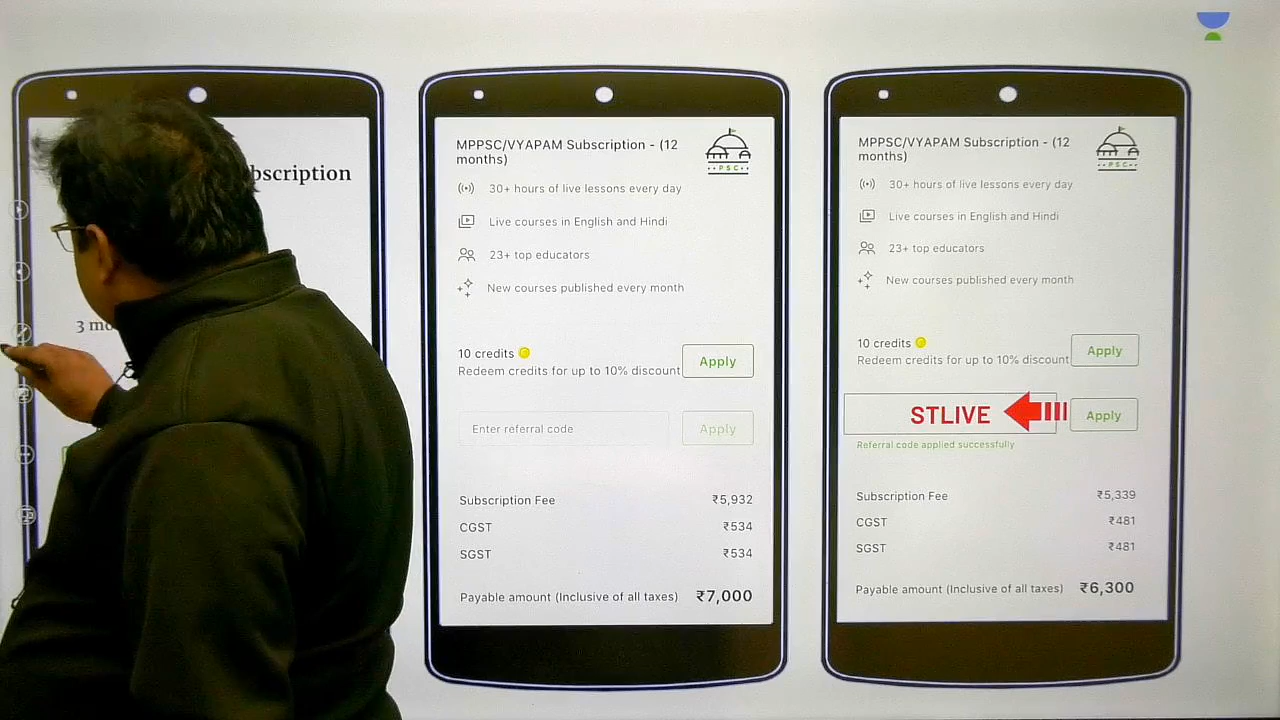 bscription
3 mo
MPPSC/VYAPAM Subscription - (12
months)
PSC
30+ hours of live lessons every day
Live courses in English and Hindi
23+ top educators
New courses published every month
10 credits
Redeem credits for up to 10% discount
Apply
Enter referral code
Apply
Subscription Fee ₹5,932
CGST ₹534
SGST ₹534
Payable amount (Inclusive of all taxes) ₹7,000
MPPSC/VYAPAM Subscription - (12
months)
PSC
30+ hours of live lessons every day
Live courses in English and Hindi
23+ top educators
New courses published every month
10 credits
Redeem credits for up to 10% discount
Apply
STLIVE
Apply
Referral code applied successfully
Subscription Fee ₹5,339
CGST ₹481
SGST ₹481
Payable amount (Inclusive of all taxes) ₹6,300